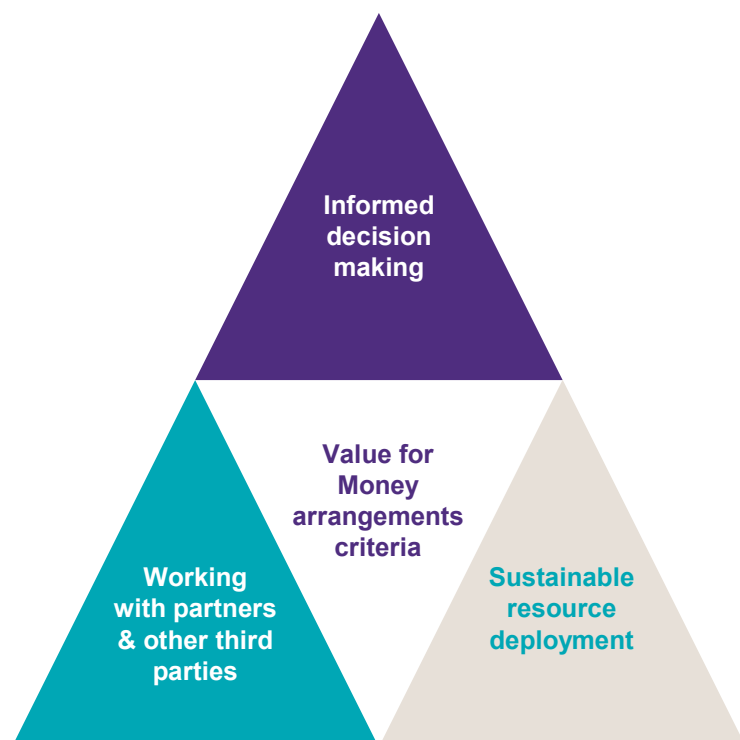 Informed
decision
making
Value for
Money
arrangements
criteria
Working
with partners
& other third
parties
Sustainable
resource
deployment